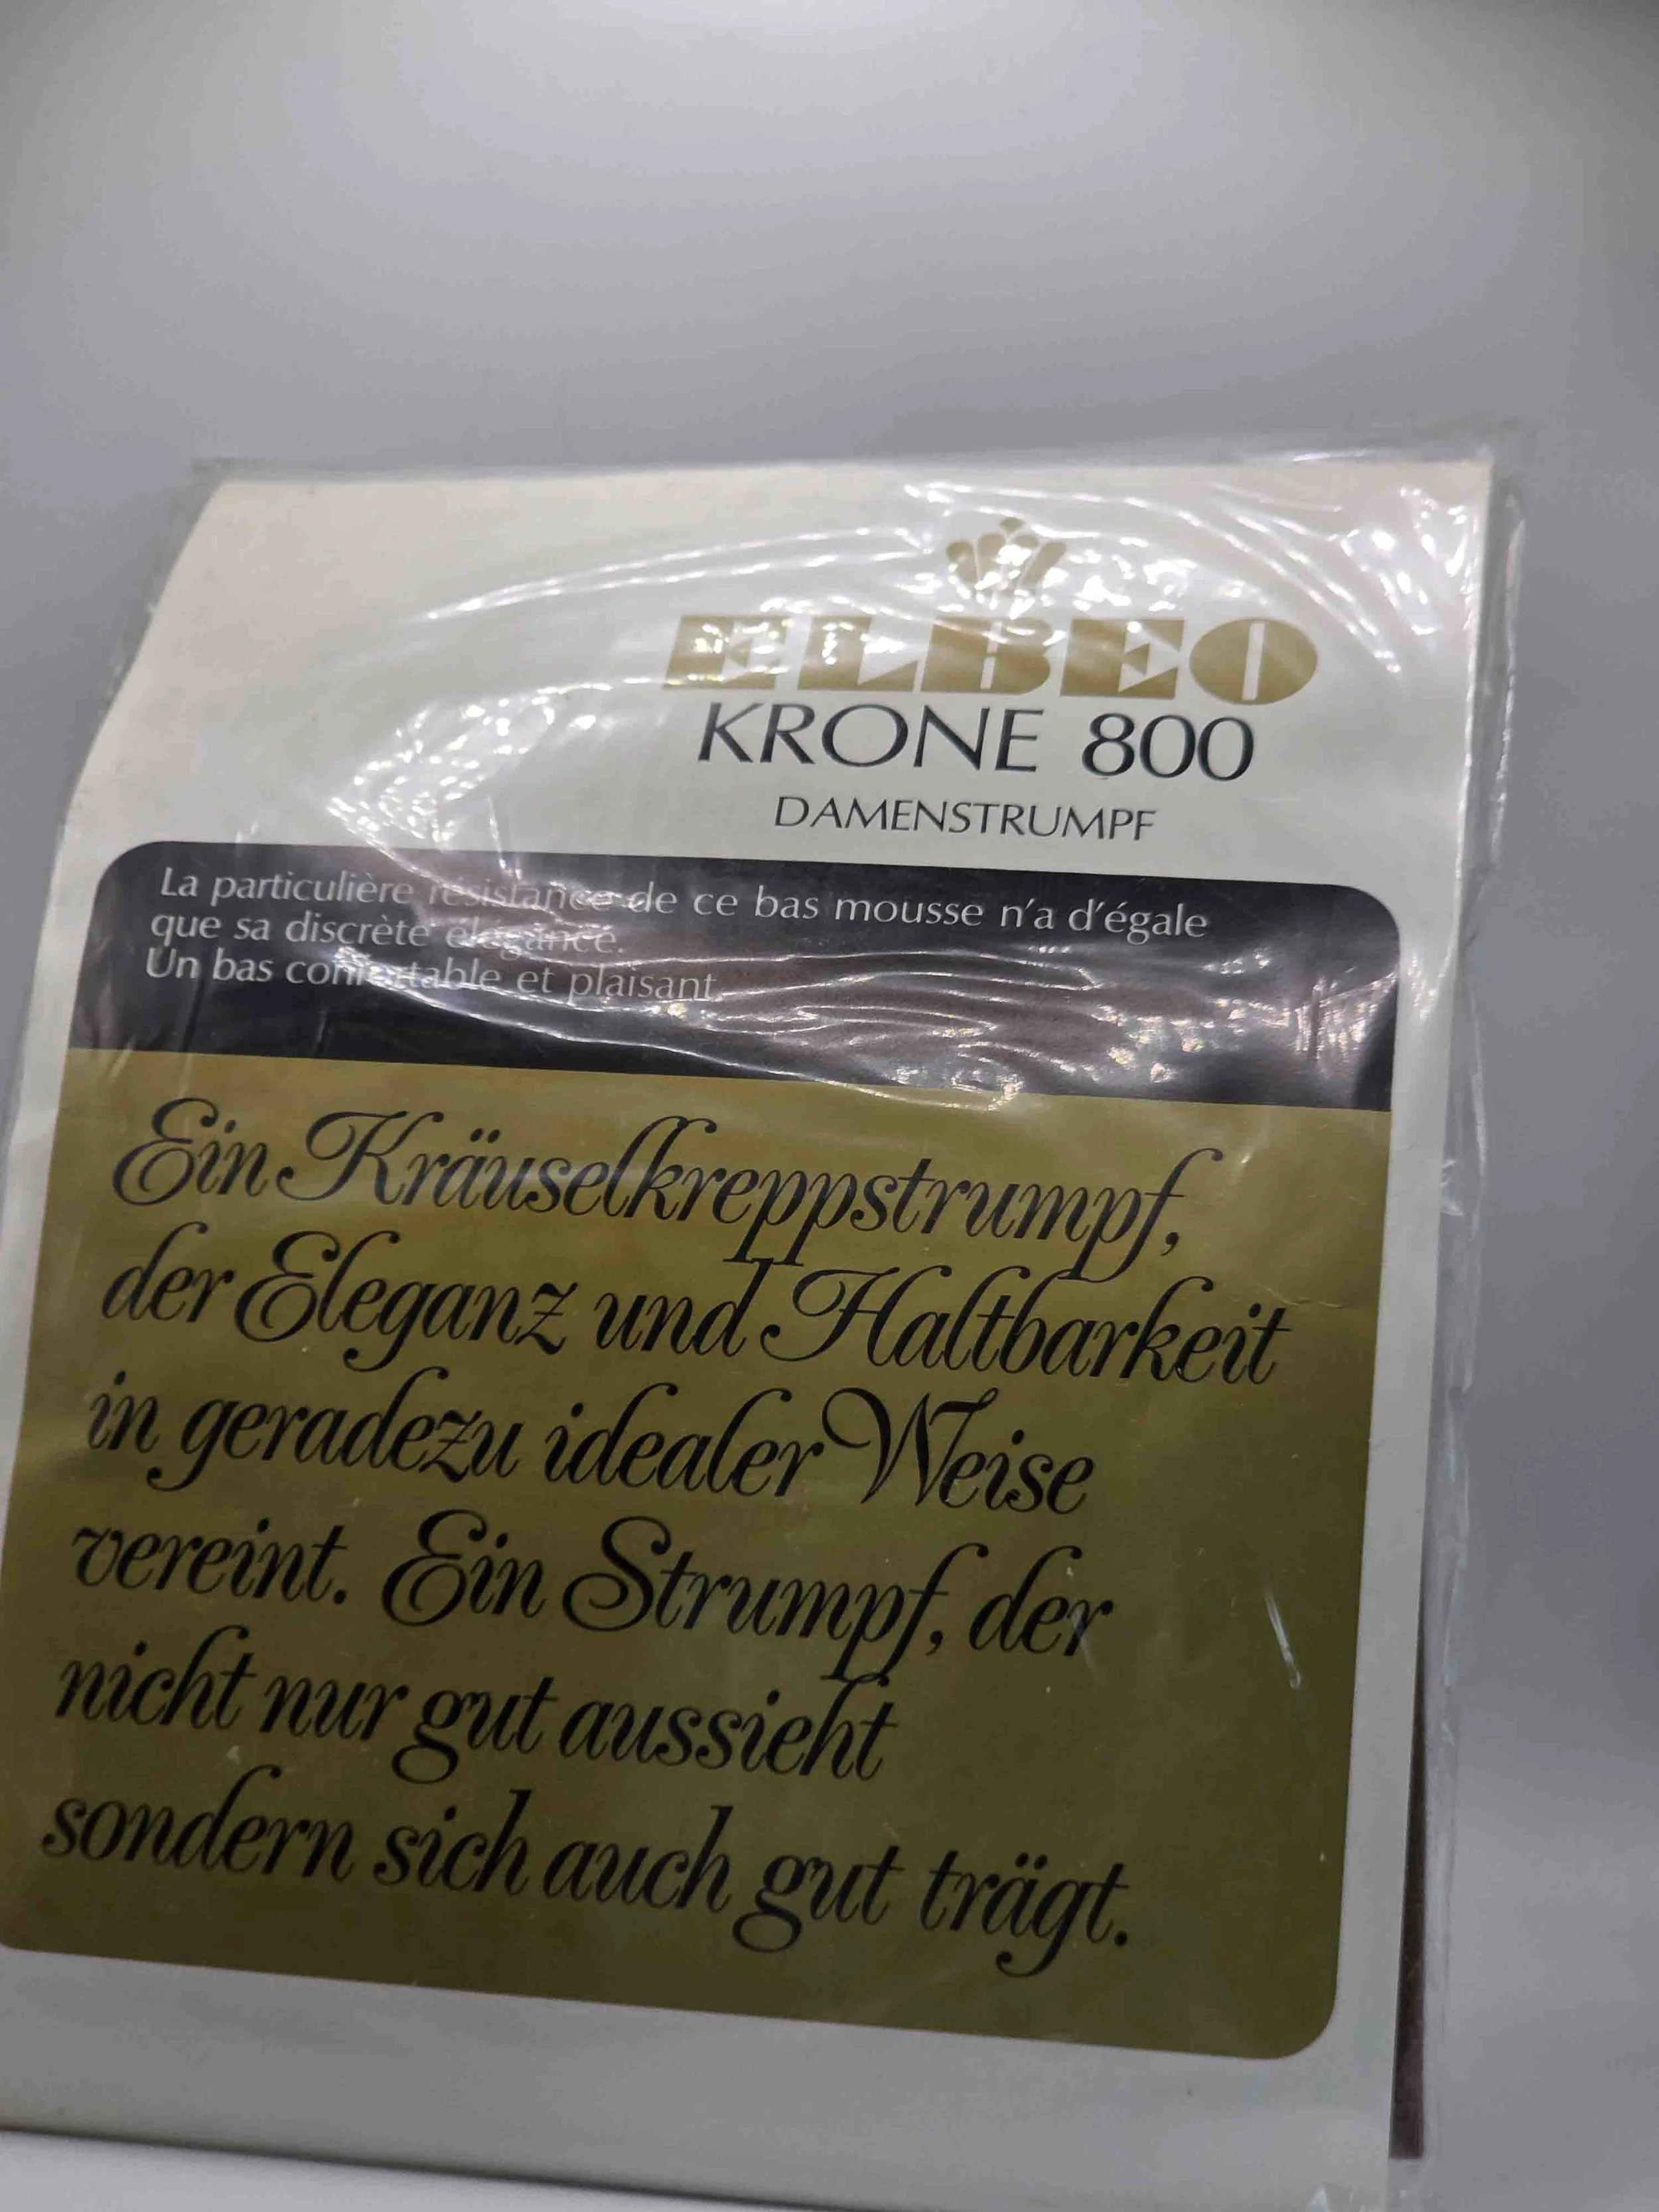 ELBEO
KRONE 800
DAMENSTRUMPF
La particulière résistance de ce bas mousse n'a d'égale
que sa discrète élégance.
Un bas confortable et plaisant.
Ein Kräuselkreppstrumpf,
der Eleganz und Haltbarkeit
in geradezu idealer Weise
vereint. Ein Strumpf, der
nicht nur gut aussieht
sondern sich auch gut trägt.